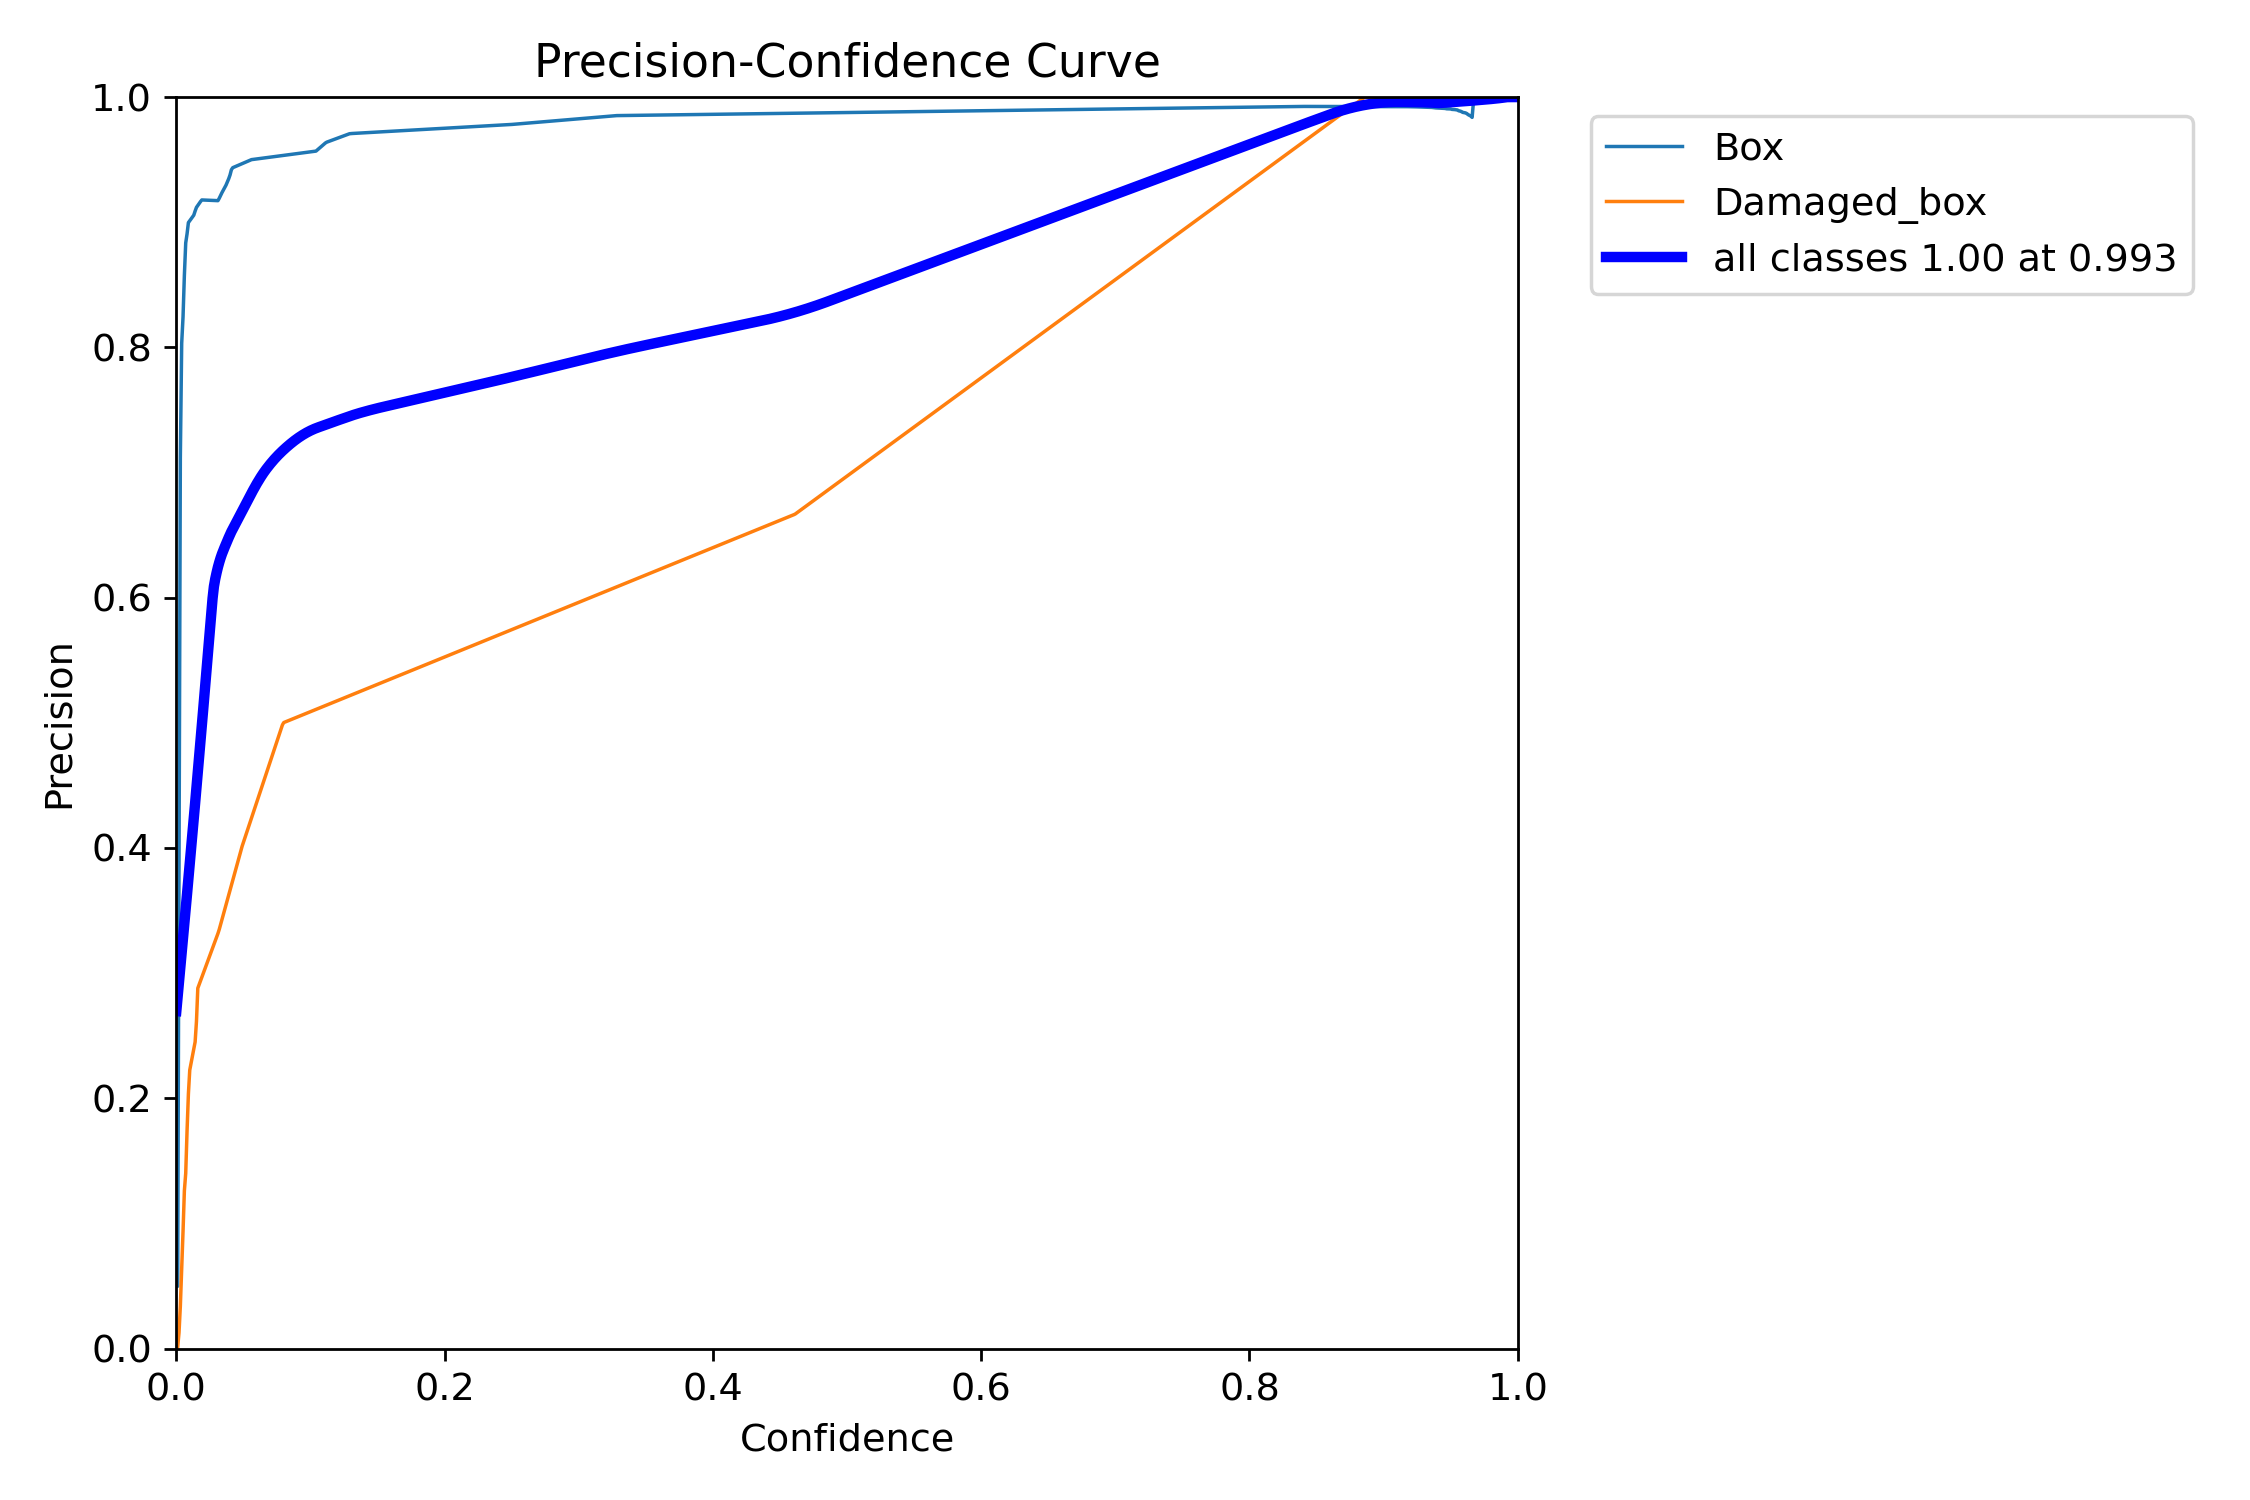 Precision-Confidence Curve
Box
Damaged_box
all classes 1.00 at 0.993
Precision
1.0
0.8
0.6
0.4
0.2
0.0
0.0 0.2 0.4 0.6 0.8 1.0
Confidence